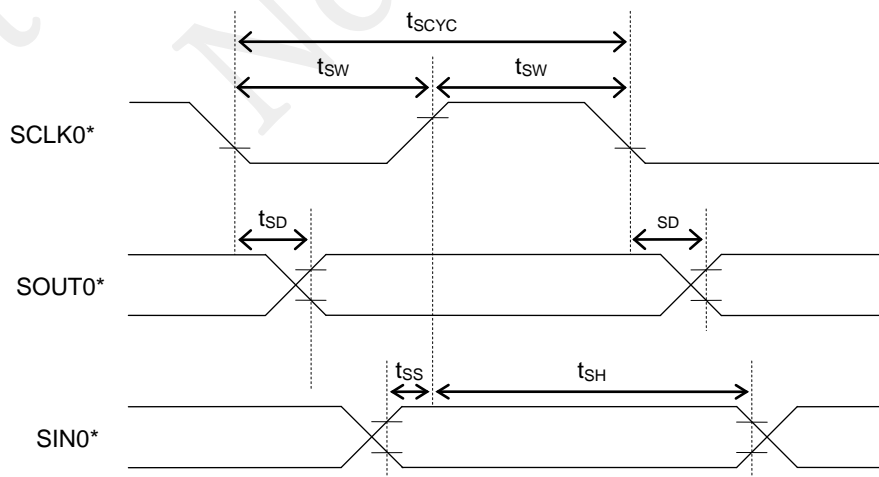 tSCYC
tSW tSW
SCLK0*
tSD SD
SOUT0*
tSS tSH
SIN0*